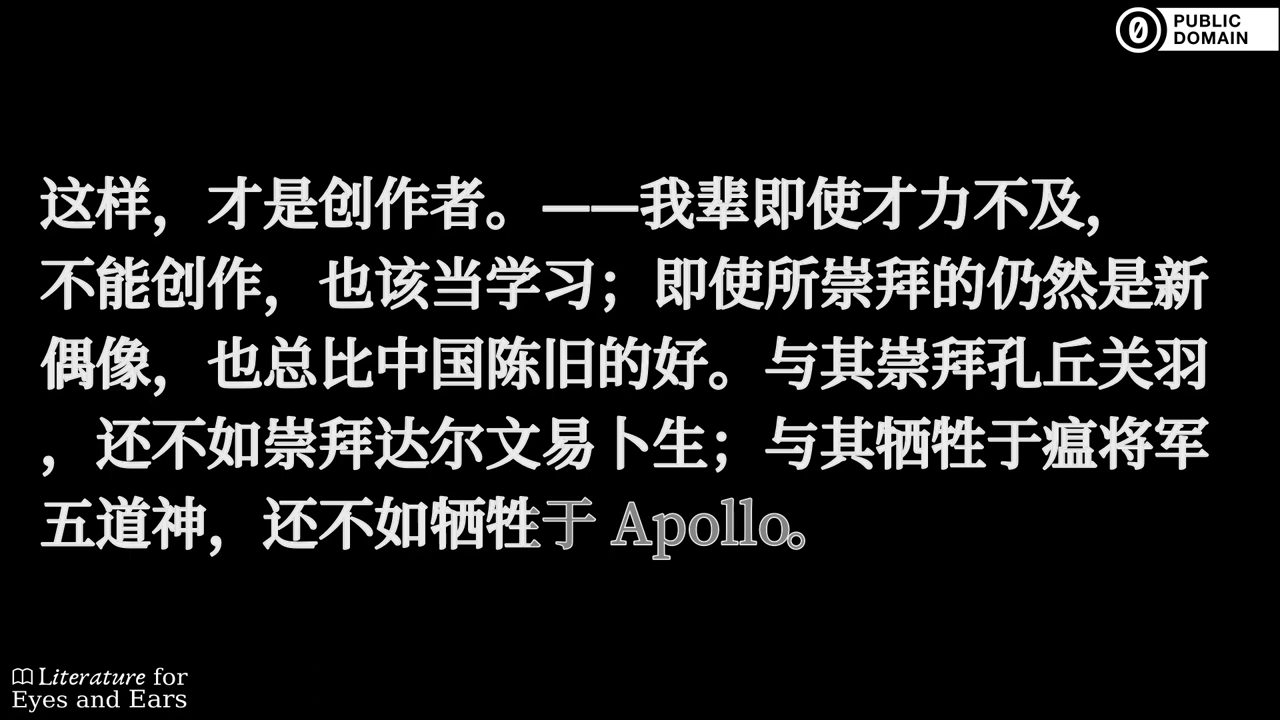 PUBLIC
DOMAIN
这样，才是创作者。——我辈即使才力不及，
不能创作，也该当学习；即使所崇拜的仍然是新
偶像，也总比中国陈旧的好。与其崇拜孔丘关羽
，还不如崇拜达尔文易卜生；与其牺牲于瘟将军
五道神，还不如牺牲于 Apollo。
Literature for
Eyes and Ears